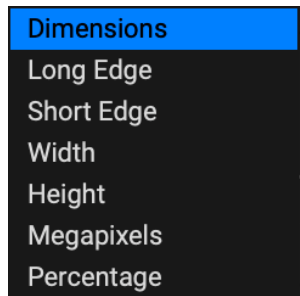 Dimensions
Long Edge
Short Edge
Width
Height
Megapixels
Percentage